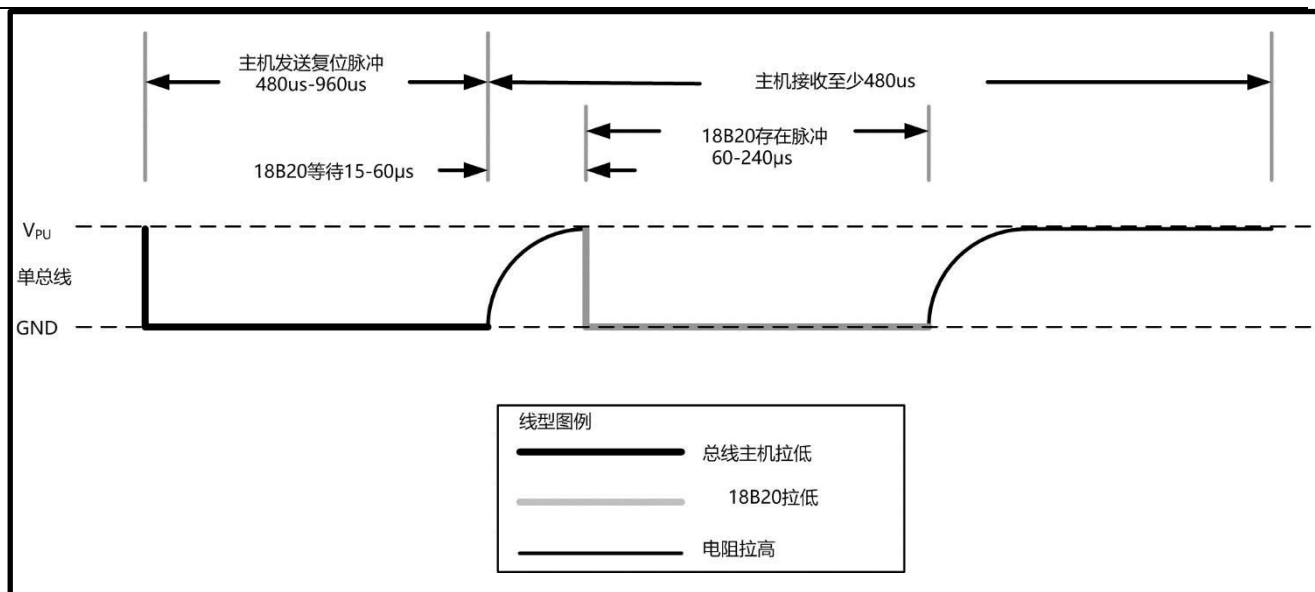 主机发送复位脉冲
480us-960us
主机接收至少480us
18B20存在脉冲
60-240μs
18B20等待15-60μs
VPU
单总线
GND
线型图例
总线主机拉低
18B20拉低
电阻拉高